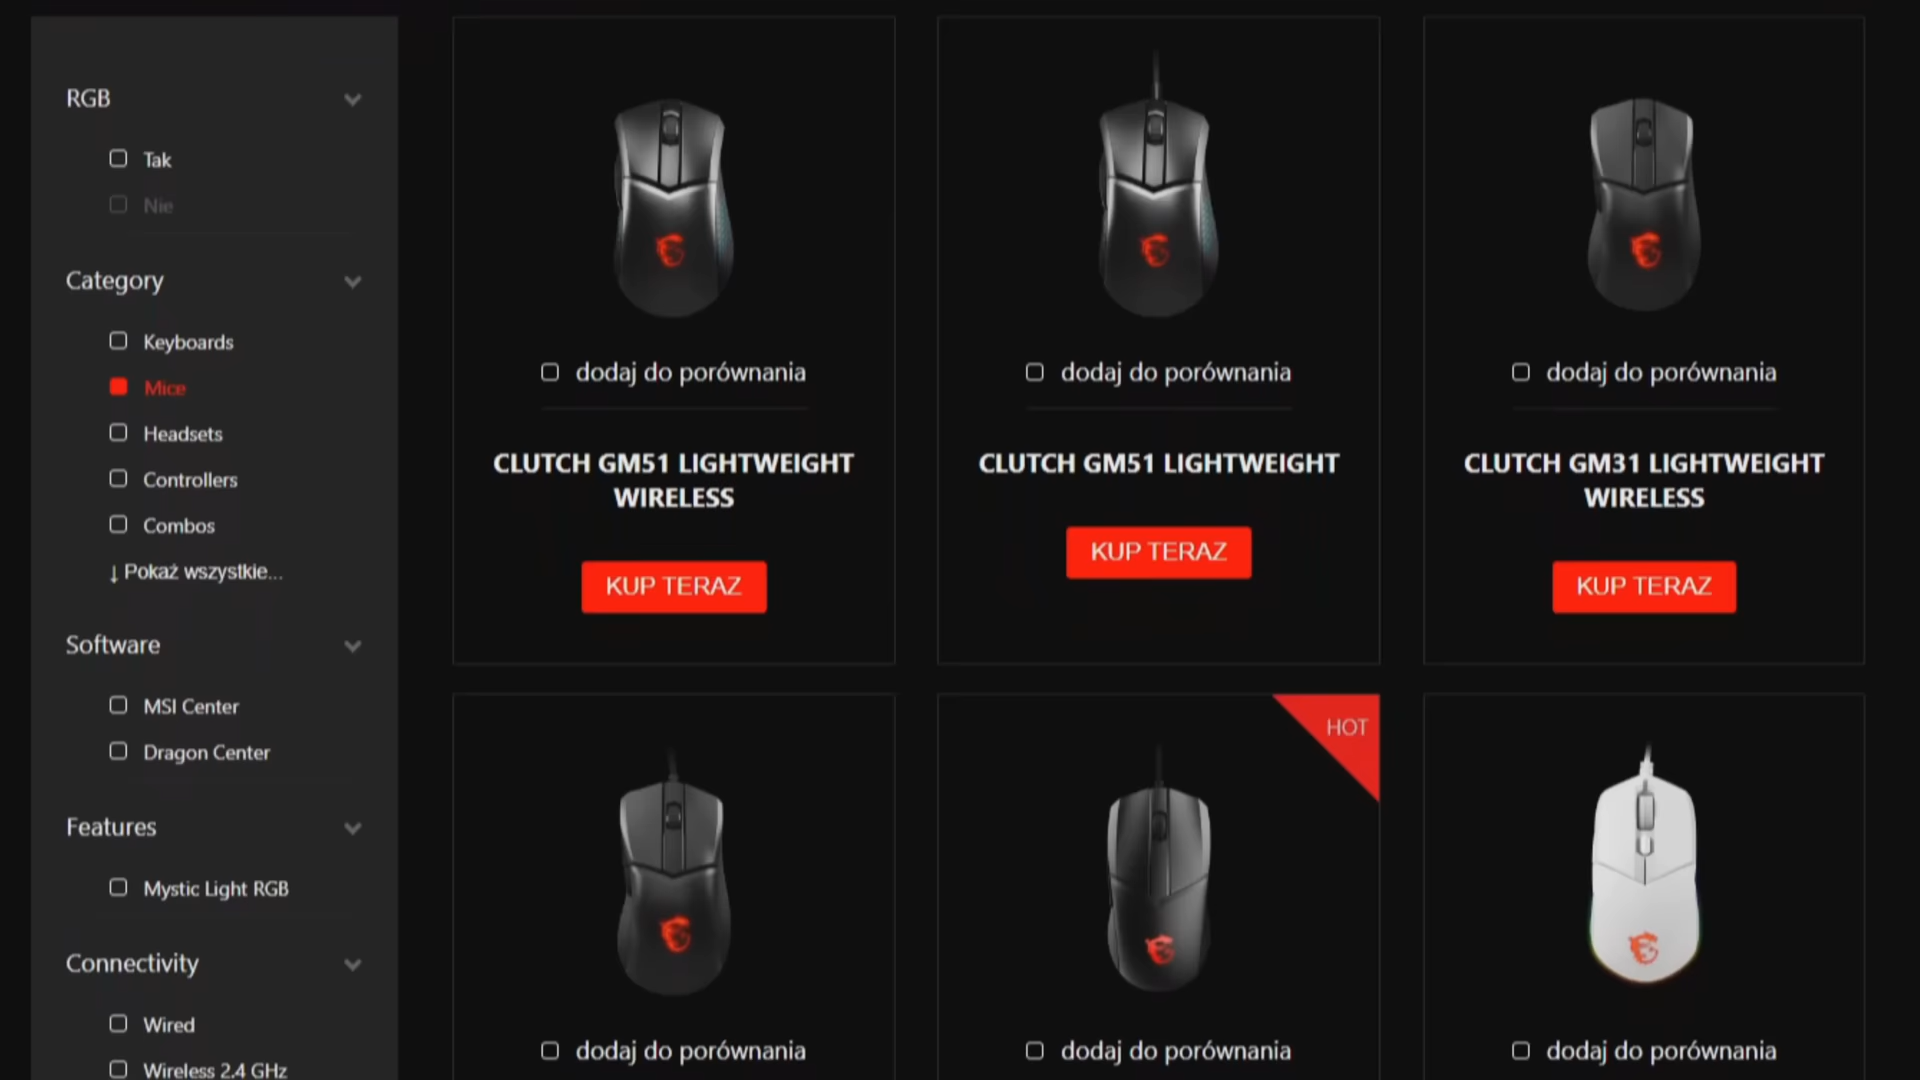 RGB
Tak
Nie
Category
Keyboards
Mice
Headsets
Controllers
Combos
↓ Pokaż wszystkie...
Software
MSI Center
Dragon Center
Features
Mystic Light RGB
Connectivity
Wired
Wireless 2.4 GHz
dodaj do porównania
CLUTCH GM51 LIGHTWEIGHT
WIRELESS
KUP TERAZ
dodaj do porównania
CLUTCH GM51 LIGHTWEIGHT
KUP TERAZ
dodaj do porównania
CLUTCH GM31 LIGHTWEIGHT
WIRELESS
KUP TERAZ
dodaj do porównania
HOT
dodaj do porównania
dodaj do porównania